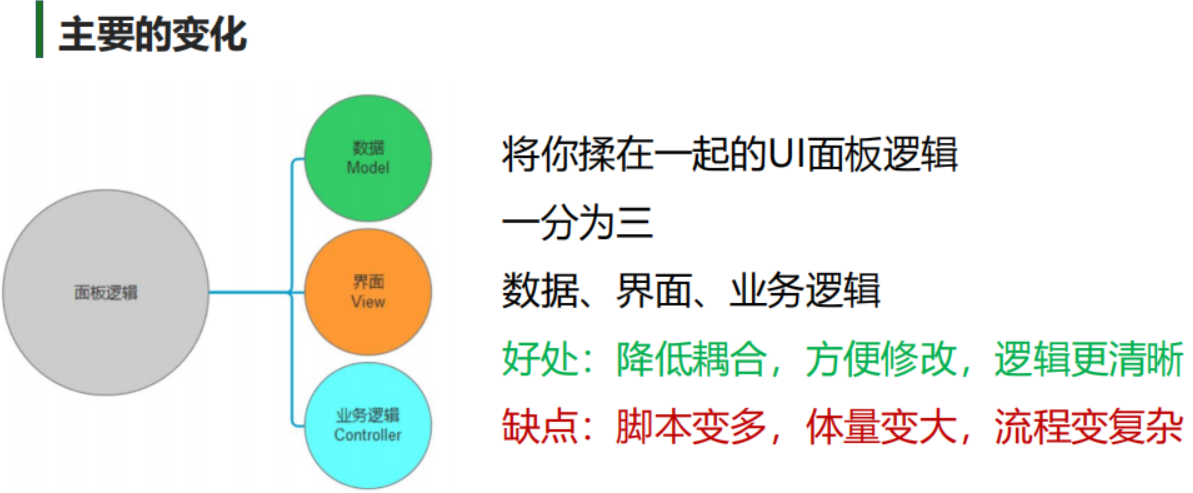 主要的变化
数据
Model
面板逻辑
界面
View
业务逻辑
Controller
将你揉在一起的UI面板逻辑
一分为三
数据、界面、业务逻辑
好处：降低耦合，方便修改，逻辑更清晰
缺点：脚本变多，体量变大，流程变复杂